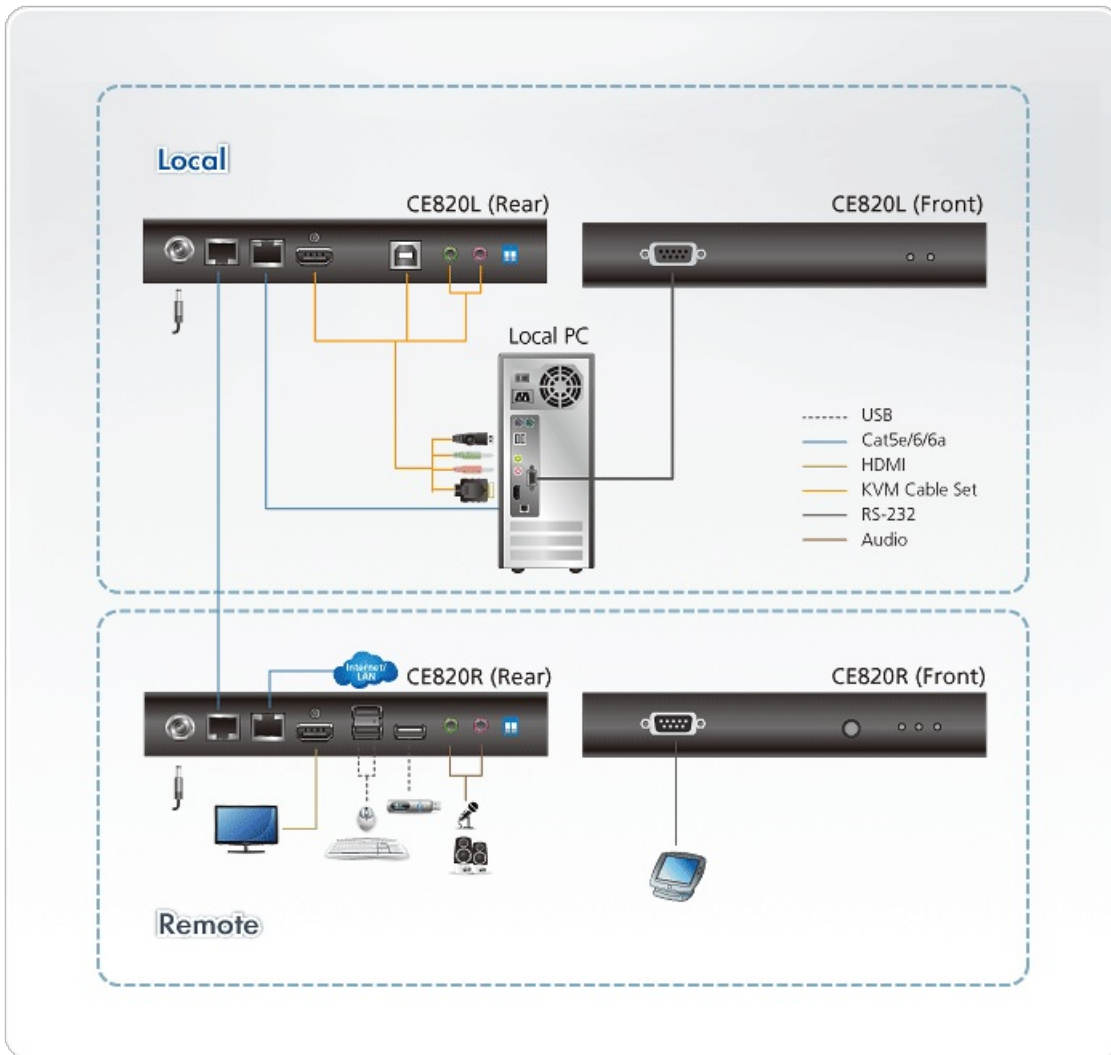 Local
CE820L (Rear)
CE820L (Front)
Local PC
USB
Cat5e/6/6a
HDMI
KVM Cable Set
RS-232
Audio
Internet/
LAN
CE820R (Rear)
CE820R (Front)
Remote